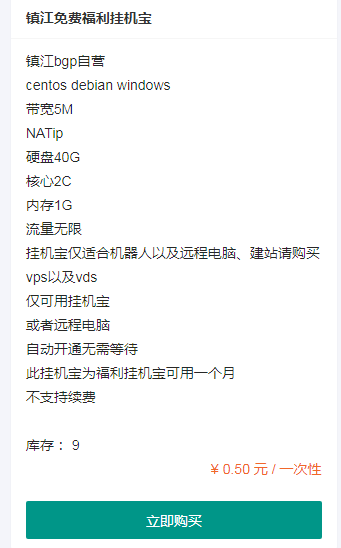 镇江免费福利挂机宝
镇江bgp自营
centos debian windows
带宽5M
NATip
硬盘40G
核心2C
内存1G
流量无限
挂机宝仅适合机器人以及远程电脑、建站请购买
vps以及vds
仅可用挂机宝
或者远程电脑
自动开通无需等待
此挂机宝为福利挂机宝可用一个月
不支持续费
库存： 9
¥ 0.50 元 / 一次性
立即购买